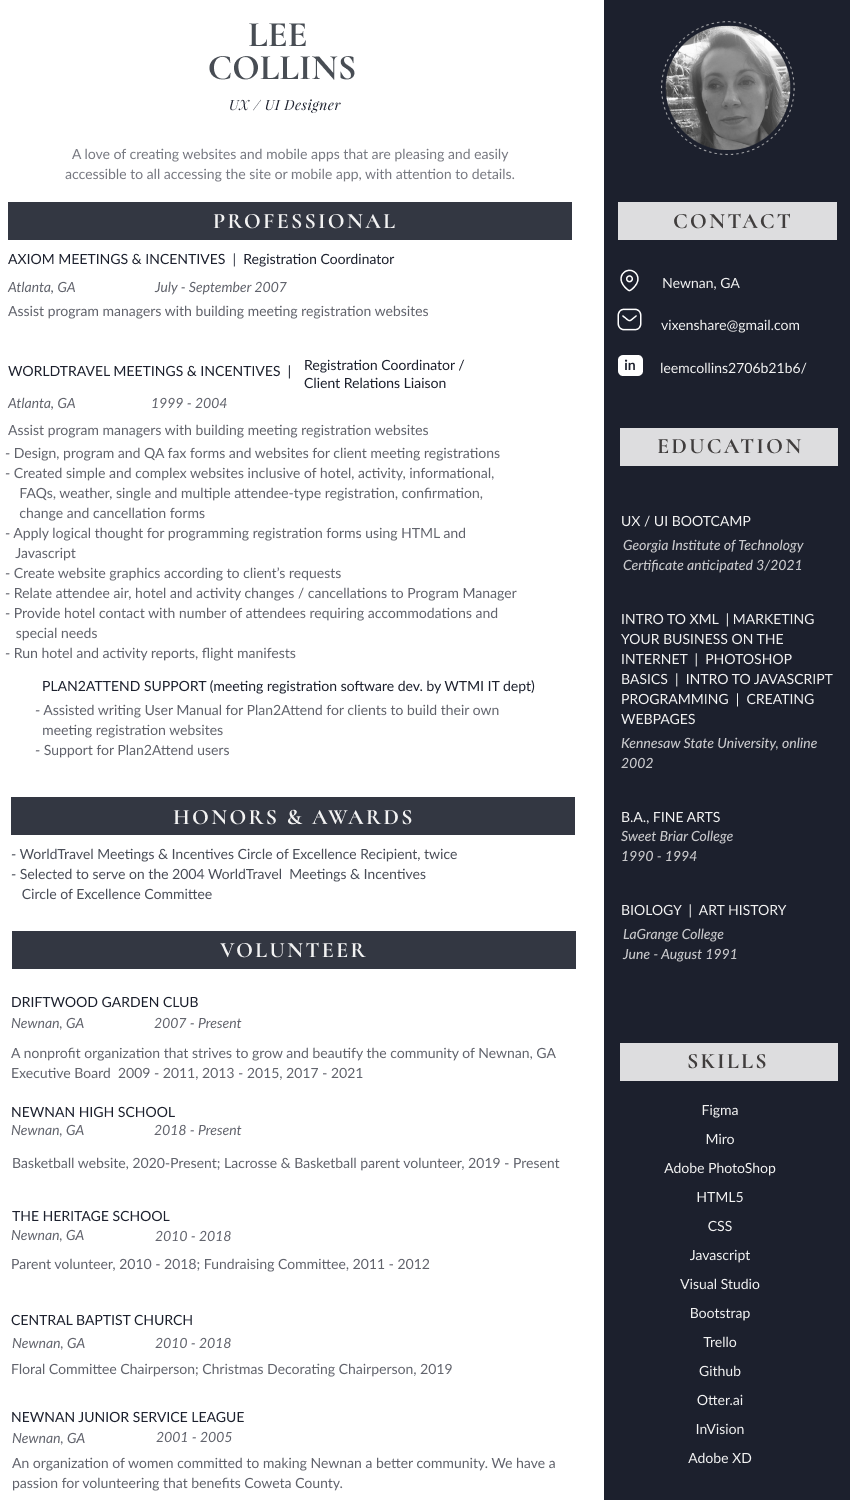 LEE
COLLINS
UX / UI Designer
A love of creating websites and mobile apps that are pleasing and easily
accessible to all accessing the site or mobile app, with attention to details.
PROFESSIONAL
AXIOM MEETINGS & INCENTIVES | Registration Coordinator
Atlanta, GA July - September 2007
Assist program managers with building meeting registration websites
WORLDTRAVEL MEETINGS & INCENTIVES | Registration Coordinator /
Client Relations Liaison
Atlanta, GA 1999 - 2004
Assist program managers with building meeting registration websites
- Design, program and QA fax forms and websites for client meeting registrations
- Created simple and complex websites inclusive of hotel, activity, informational,
FAQs, weather, single and multiple attendee-type registration, confirmation,
change and cancellation forms
- Apply logical thought for programming registration forms using HTML and
Javascript
- Create website graphics according to client's requests
- Relate attendee air, hotel and activity changes / cancellations to Program Manager
- Provide hotel contact with number of attendees requiring accommodations and
special needs
- Run hotel and activity reports, flight manifests
PLAN2ATTEND SUPPORT (meeting registration software dev. by WTMI IT dept)
- Assisted writing User Manual for Plan2Attend for clients to build their own
meeting registration websites
- Support for Plan2Attend users
HONORS & AWARDS
- WorldTravel Meetings & Incentives Circle of Excellence Recipient, twice
- Selected to serve on the 2004 WorldTravel Meetings & Incentives
Circle of Excellence Committee
VOLUNTEER
DRIFTWOOD GARDEN CLUB
Newnan, GA 2007 - Present
A nonprofit organization that strives to grow and beautify the community of Newnan, GA
Executive Board 2009 - 2011, 2013 - 2015, 2017 - 2021
NEWNAN HIGH SCHOOL
Newnan, GA 2018 - Present
Basketball website, 2020-Present; Lacrosse & Basketball parent volunteer, 2019 - Present
THE HERITAGE SCHOOL
Newnan, GA 2010 - 2018
Parent volunteer, 2010 - 2018; Fundraising Committee, 2011 - 2012
CENTRAL BAPTIST CHURCH
Newnan, GA 2010 - 2018
Floral Committee Chairperson; Christmas Decorating Chairperson, 2019
NEWNAN JUNIOR SERVICE LEAGUE
Newnan, GA 2001 - 2005
An organization of women committed to making Newnan a better community. We have a
passion for volunteering that benefits Coweta County.
CONTACT
Newnan, GA
vixenshare@gmail.com
in leemcollins2706b21b6/
EDUCATION
UX / UI BOOTCAMP
Georgia Institute of Technology
Certificate anticipated 3/2021
INTRO TO XML | MARKETING
YOUR BUSINESS ON THE
INTERNET | PHOTOSHOP
BASICS | INTRO TO JAVASCRIPT
PROGRAMMING | CREATING
WEBPAGES
Kennesaw State University, online
2002
B.A., FINE ARTS
Sweet Briar College
1990 - 1994
BIOLOGY | ART HISTORY
LaGrange College
June - August 1991
SKILLS
Figma
Miro
Adobe PhotoShop
HTML5
CSS
Javascript
Visual Studio
Bootstrap
Trello
Github
Otter.ai
InVision
Adobe XD